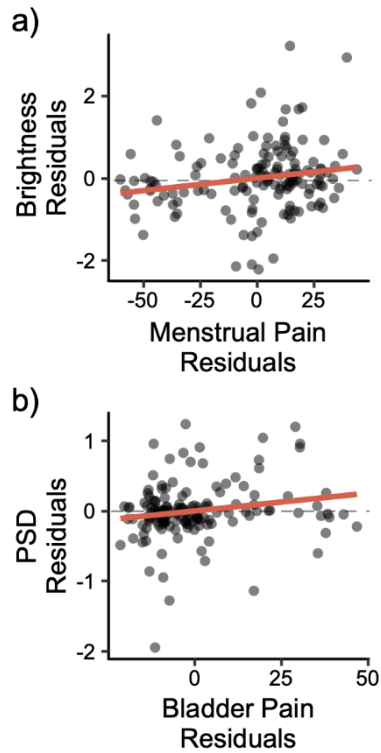 a)
Brightness
Residuals
2
0
-2
-50
-25
0
25
Menstrual Pain
Residuals
b)
PSD
Residuals
1
0
-1
-2
0
25
50
Bladder Pain
Residuals